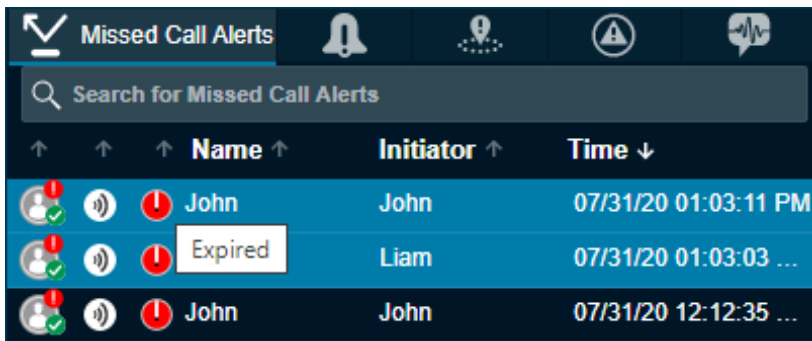 Missed Call Alerts
Search for Missed Call Alerts
Name Initiator Time
John John 07/31/20 01:03:11 PM
Expired Liam 07/31/20 01:03:03 ...
John John 07/31/20 12:12:35 ...